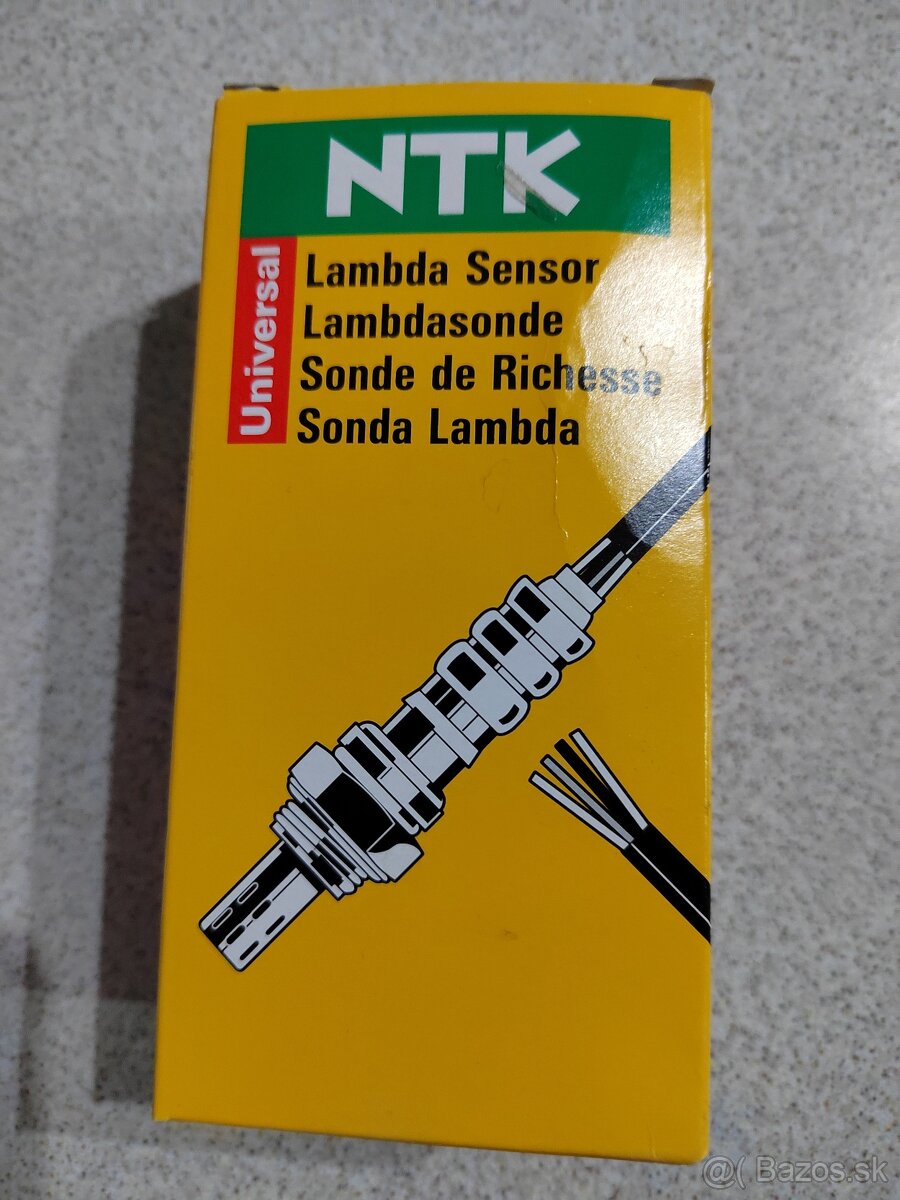 NTK
Universal
Lambda Sensor
Lambdasonde
Sonde de Richesse
Sonda Lambda
@( Bazos.sk